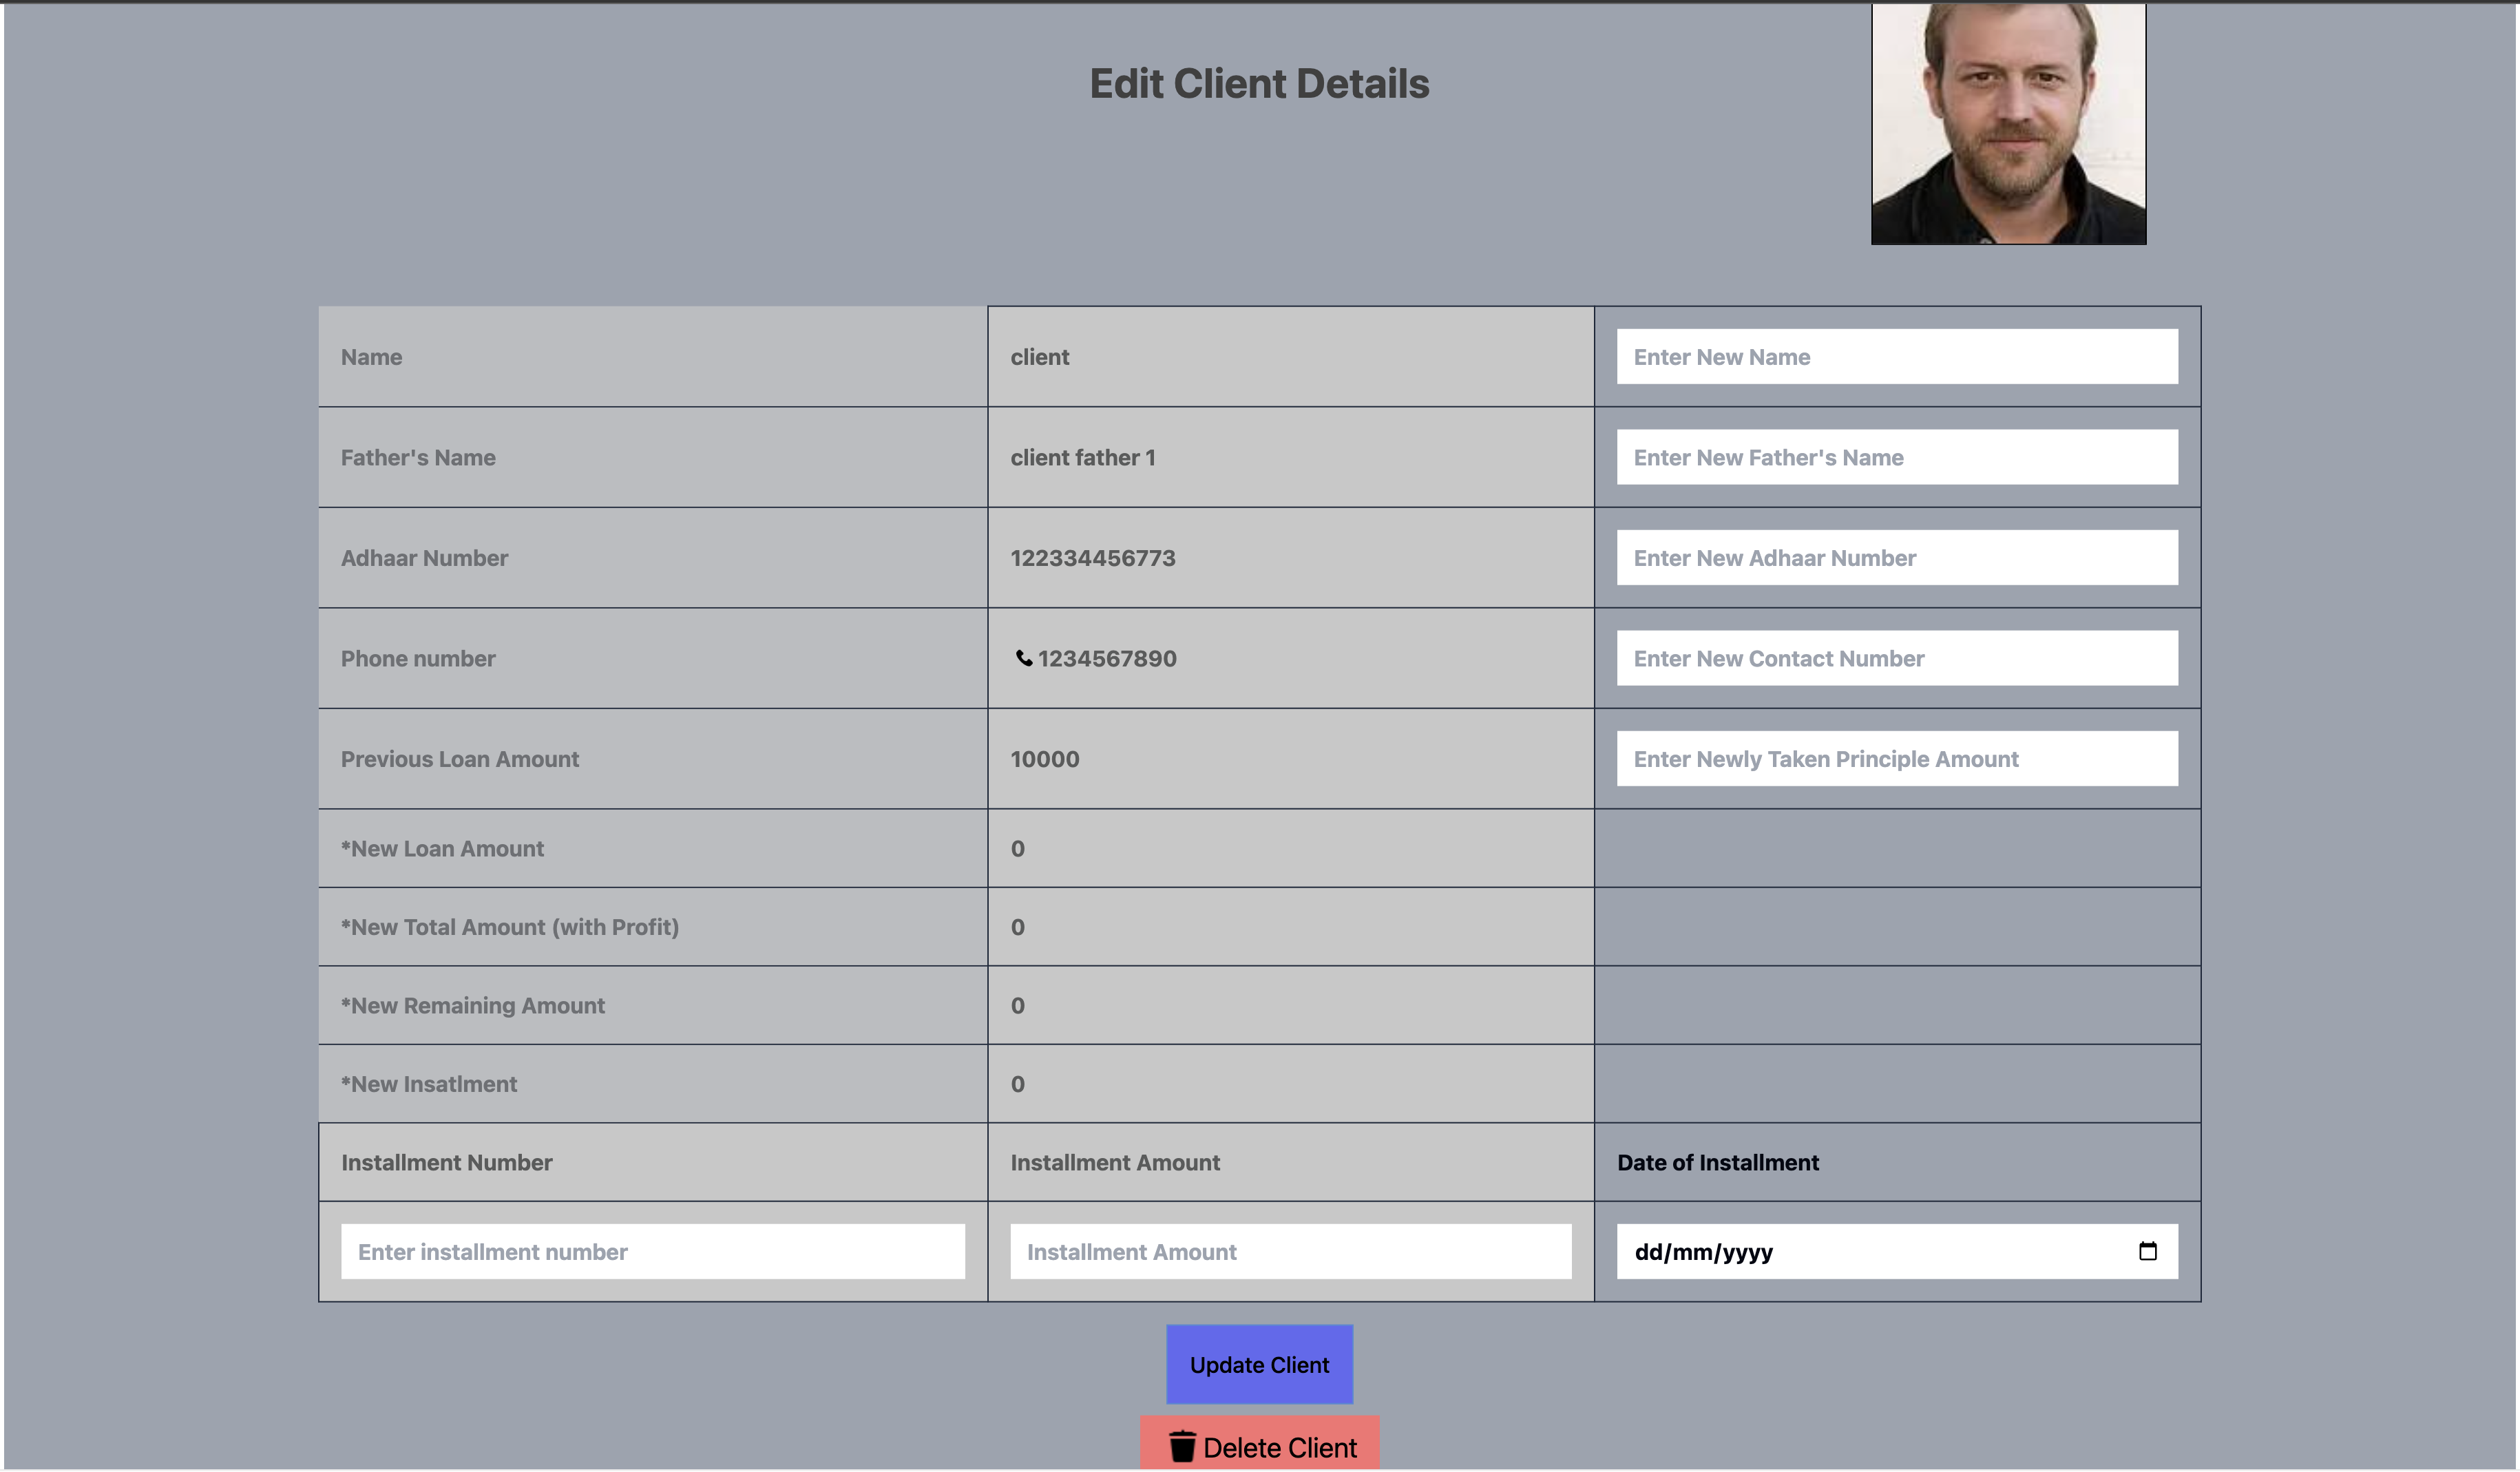 Edit Client Details
Name client Enter New Name
Father's Name client father 1 Enter New Father's Name
Adhaar Number 122334456773 Enter New Adhaar Number
Phone number 1234567890 Enter New Contact Number
Previous Loan Amount 10000 Enter Newly Taken Principle Amount
*New Loan Amount 0
*New Total Amount (with Profit) 0
*New Remaining Amount 0
*New Insatlment 0
Installment Number Installment Amount Date of Installment
Enter installment number Installment Amount dd/mm/yyyy
Update Client
Delete Client